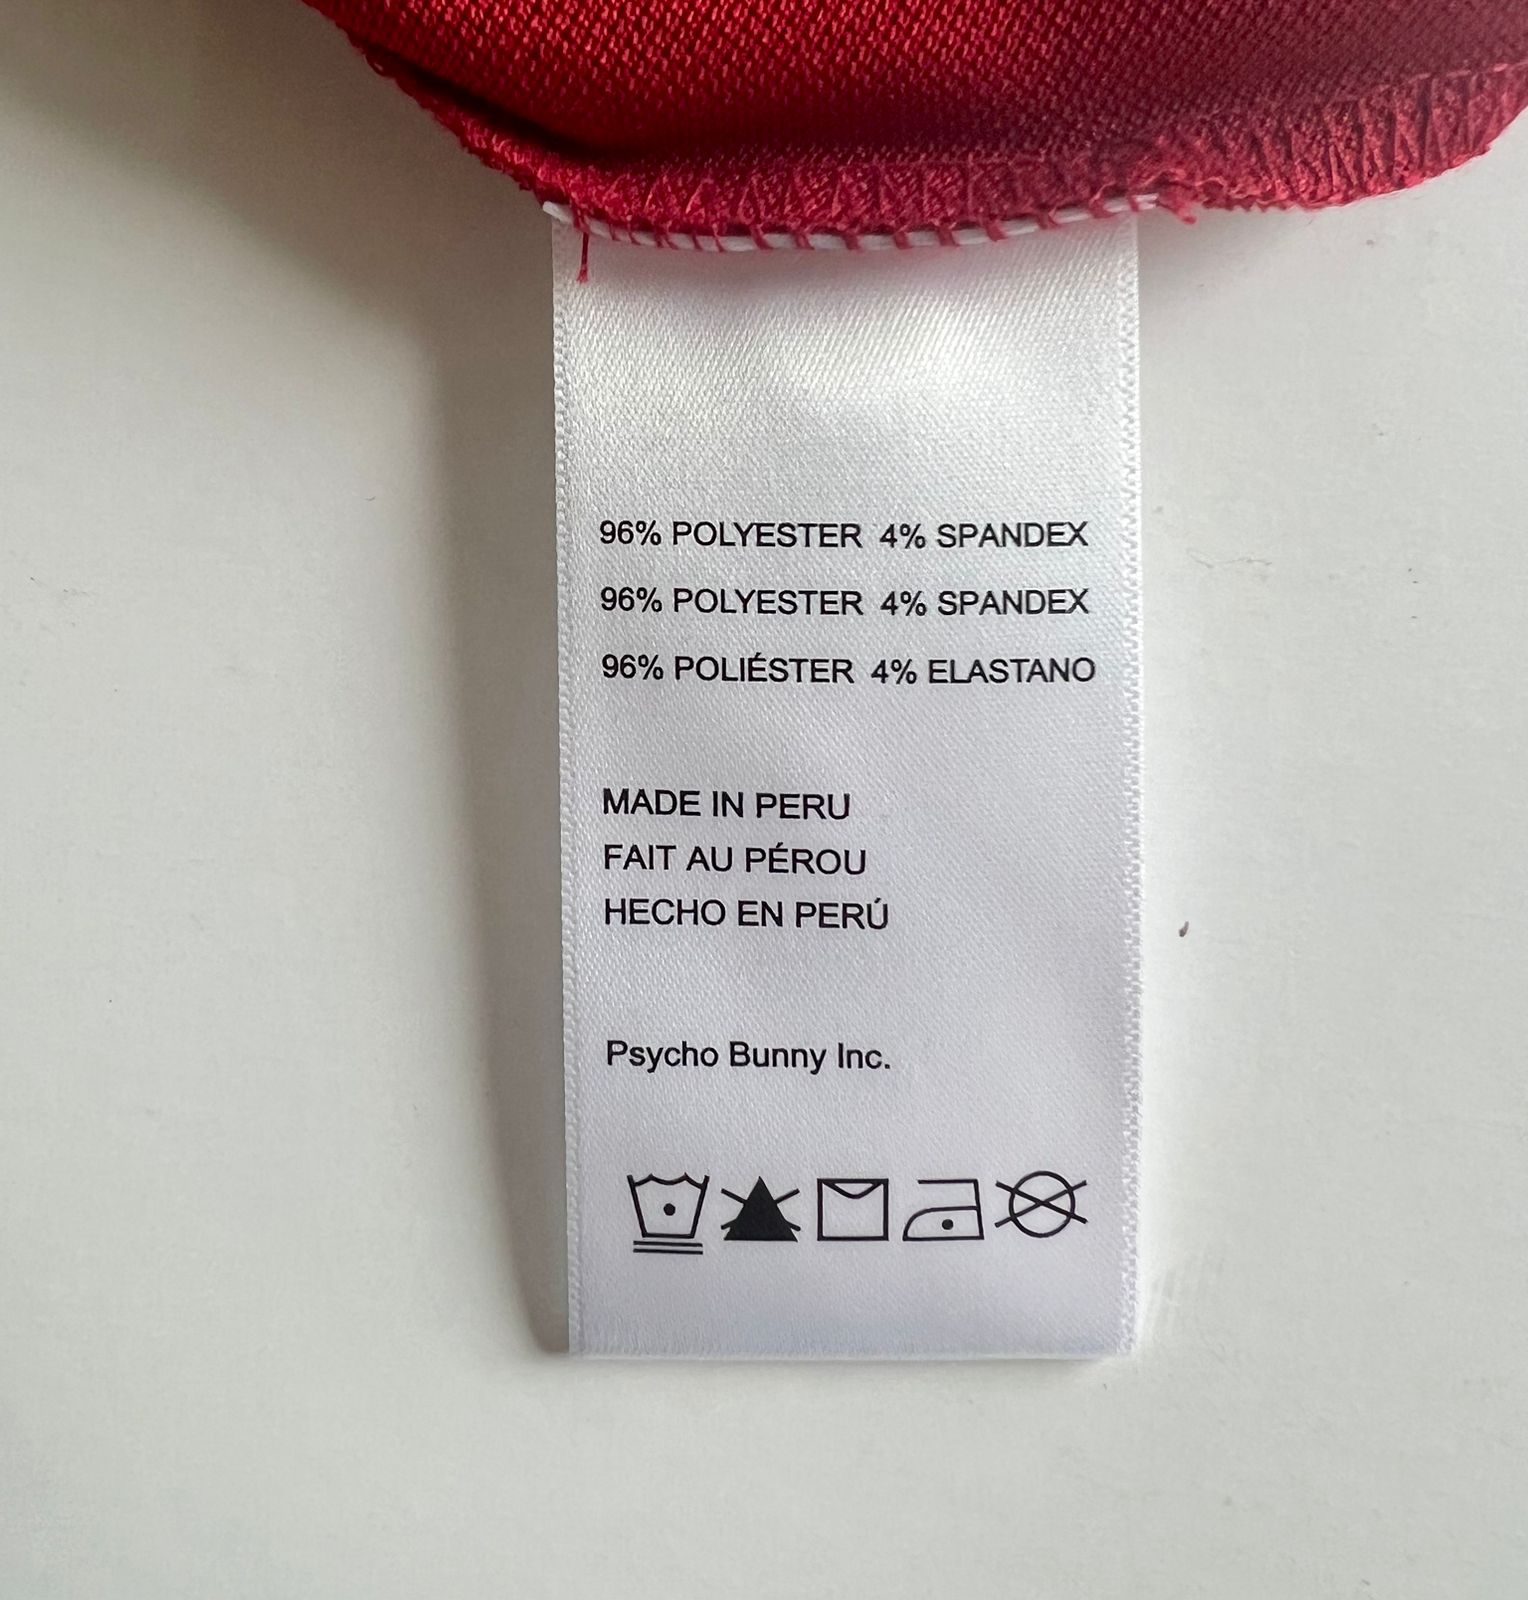 96% POLYESTER 4% SPANDEX
96% POLYESTER 4% SPANDEX
96% POLIÉSTER 4% ELASTANO
MADE IN PERU
FAIT AU PÉROU
HECHO EN PERÚ
Psycho Bunny Inc.